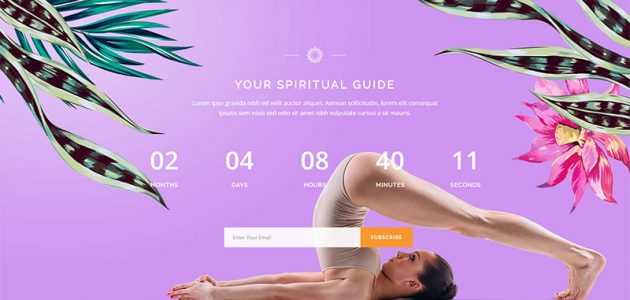 YOUR SPIRITUAL GUIDE
Lorem Ipsn gravida nibh vel velit auctor aliquet. Aenean sollicitudin, lorem quis consequat
ipsutis sem niuis sed odio sit amet nibh vulputate cursus a sit mauris.
02 04 08 40 11
MONTHS DAYS HOURS MINUTES SECONDS
Enter Your Email SUBSCRIBE